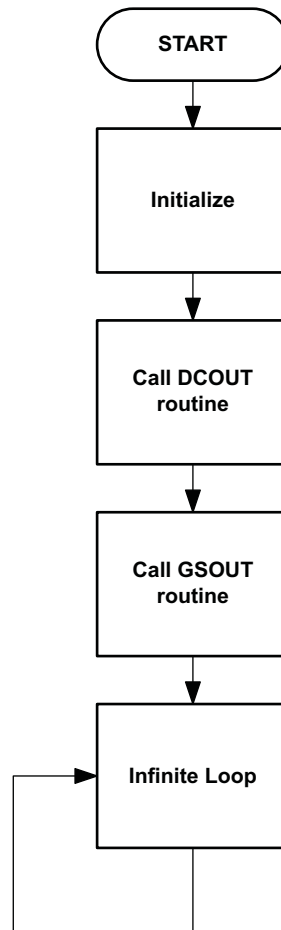 START
Initialize
Call DCOUT
routine
Call GSOUT
routine
Infinite Loop